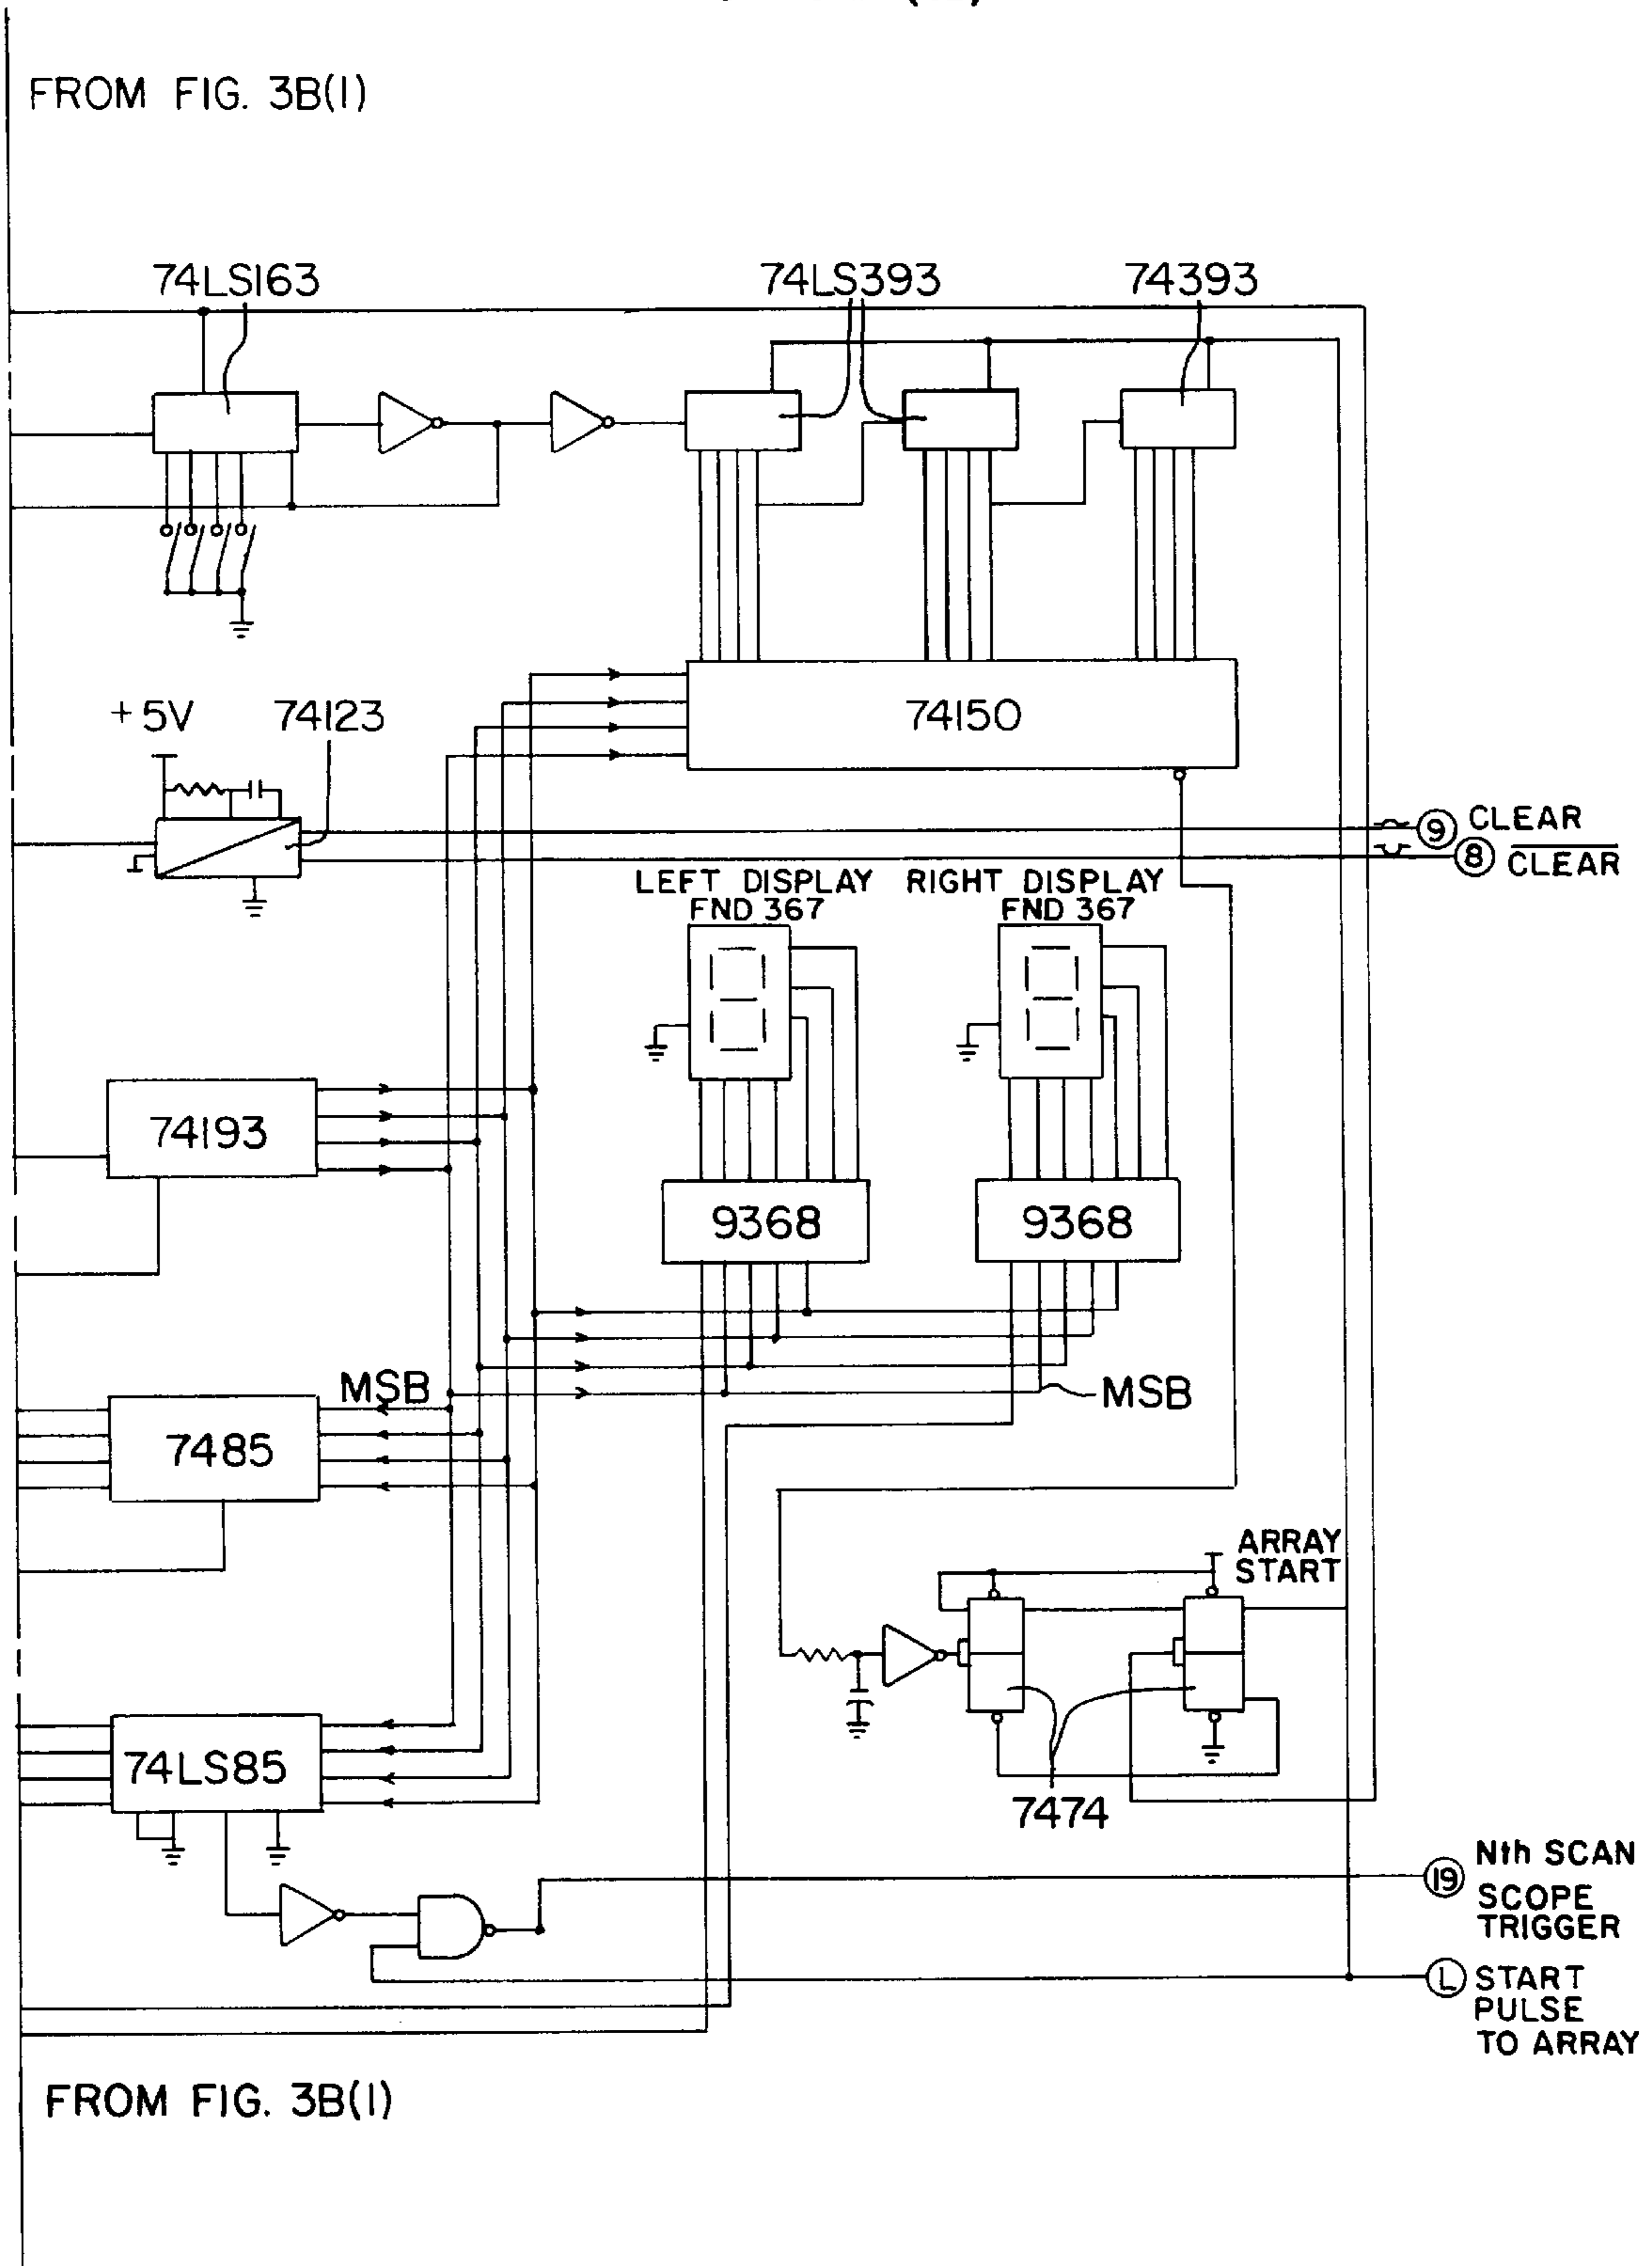 FROM FIG. 3B(1)
74LS163
74LS393
74393
+5V
74123
74150
9 CLEAR
8 CLEAR
LEFT DISPLAY
FND 367
RIGHT DISPLAY
FND 367
74193
9368
9368
MSB
MSB
7485
ARRAY
START
74LS85
7474
19
Nth SCAN
SCOPE
TRIGGER
L START
PULSE
TO ARRAY
FROM FIG. 3B(1)